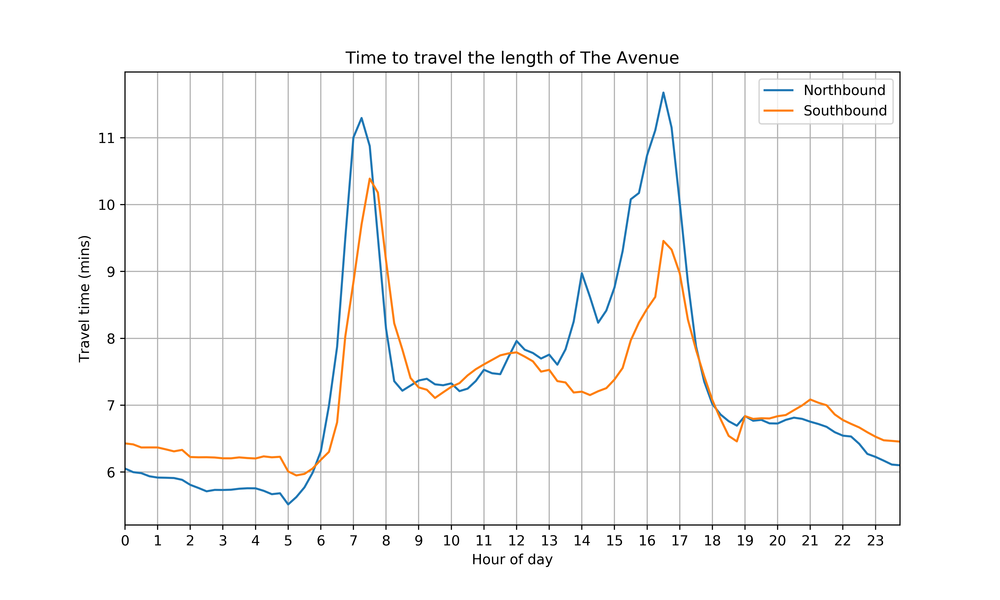 Time to travel the length of The Avenue
Northbound
Southbound
11
10
9
8
7
6
Travel time (mins)
0 1 2 3 4 5 6 7 8 9 10 11 12 13 14 15 16 17 18 19 20 21 22 23
Hour of day